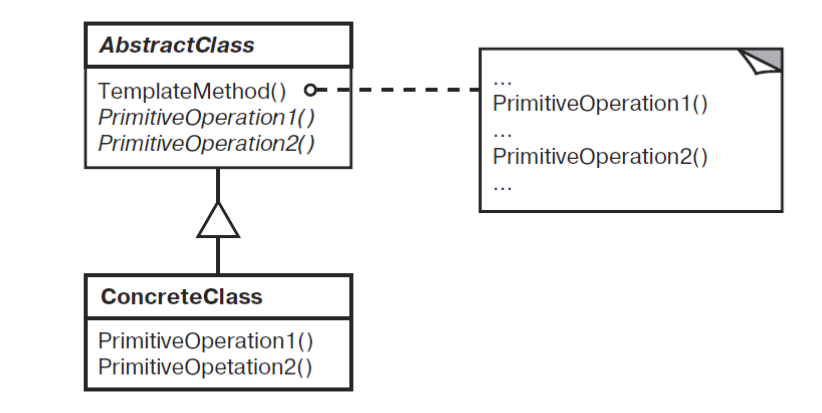 AbstractClass
TemplateMethod()
PrimitiveOperation1()
PrimitiveOperation2()
...
PrimitiveOperation1()
...
PrimitiveOperation2()
...
ConcreteClass
PrimitiveOperation1()
PrimitiveOpetation2()